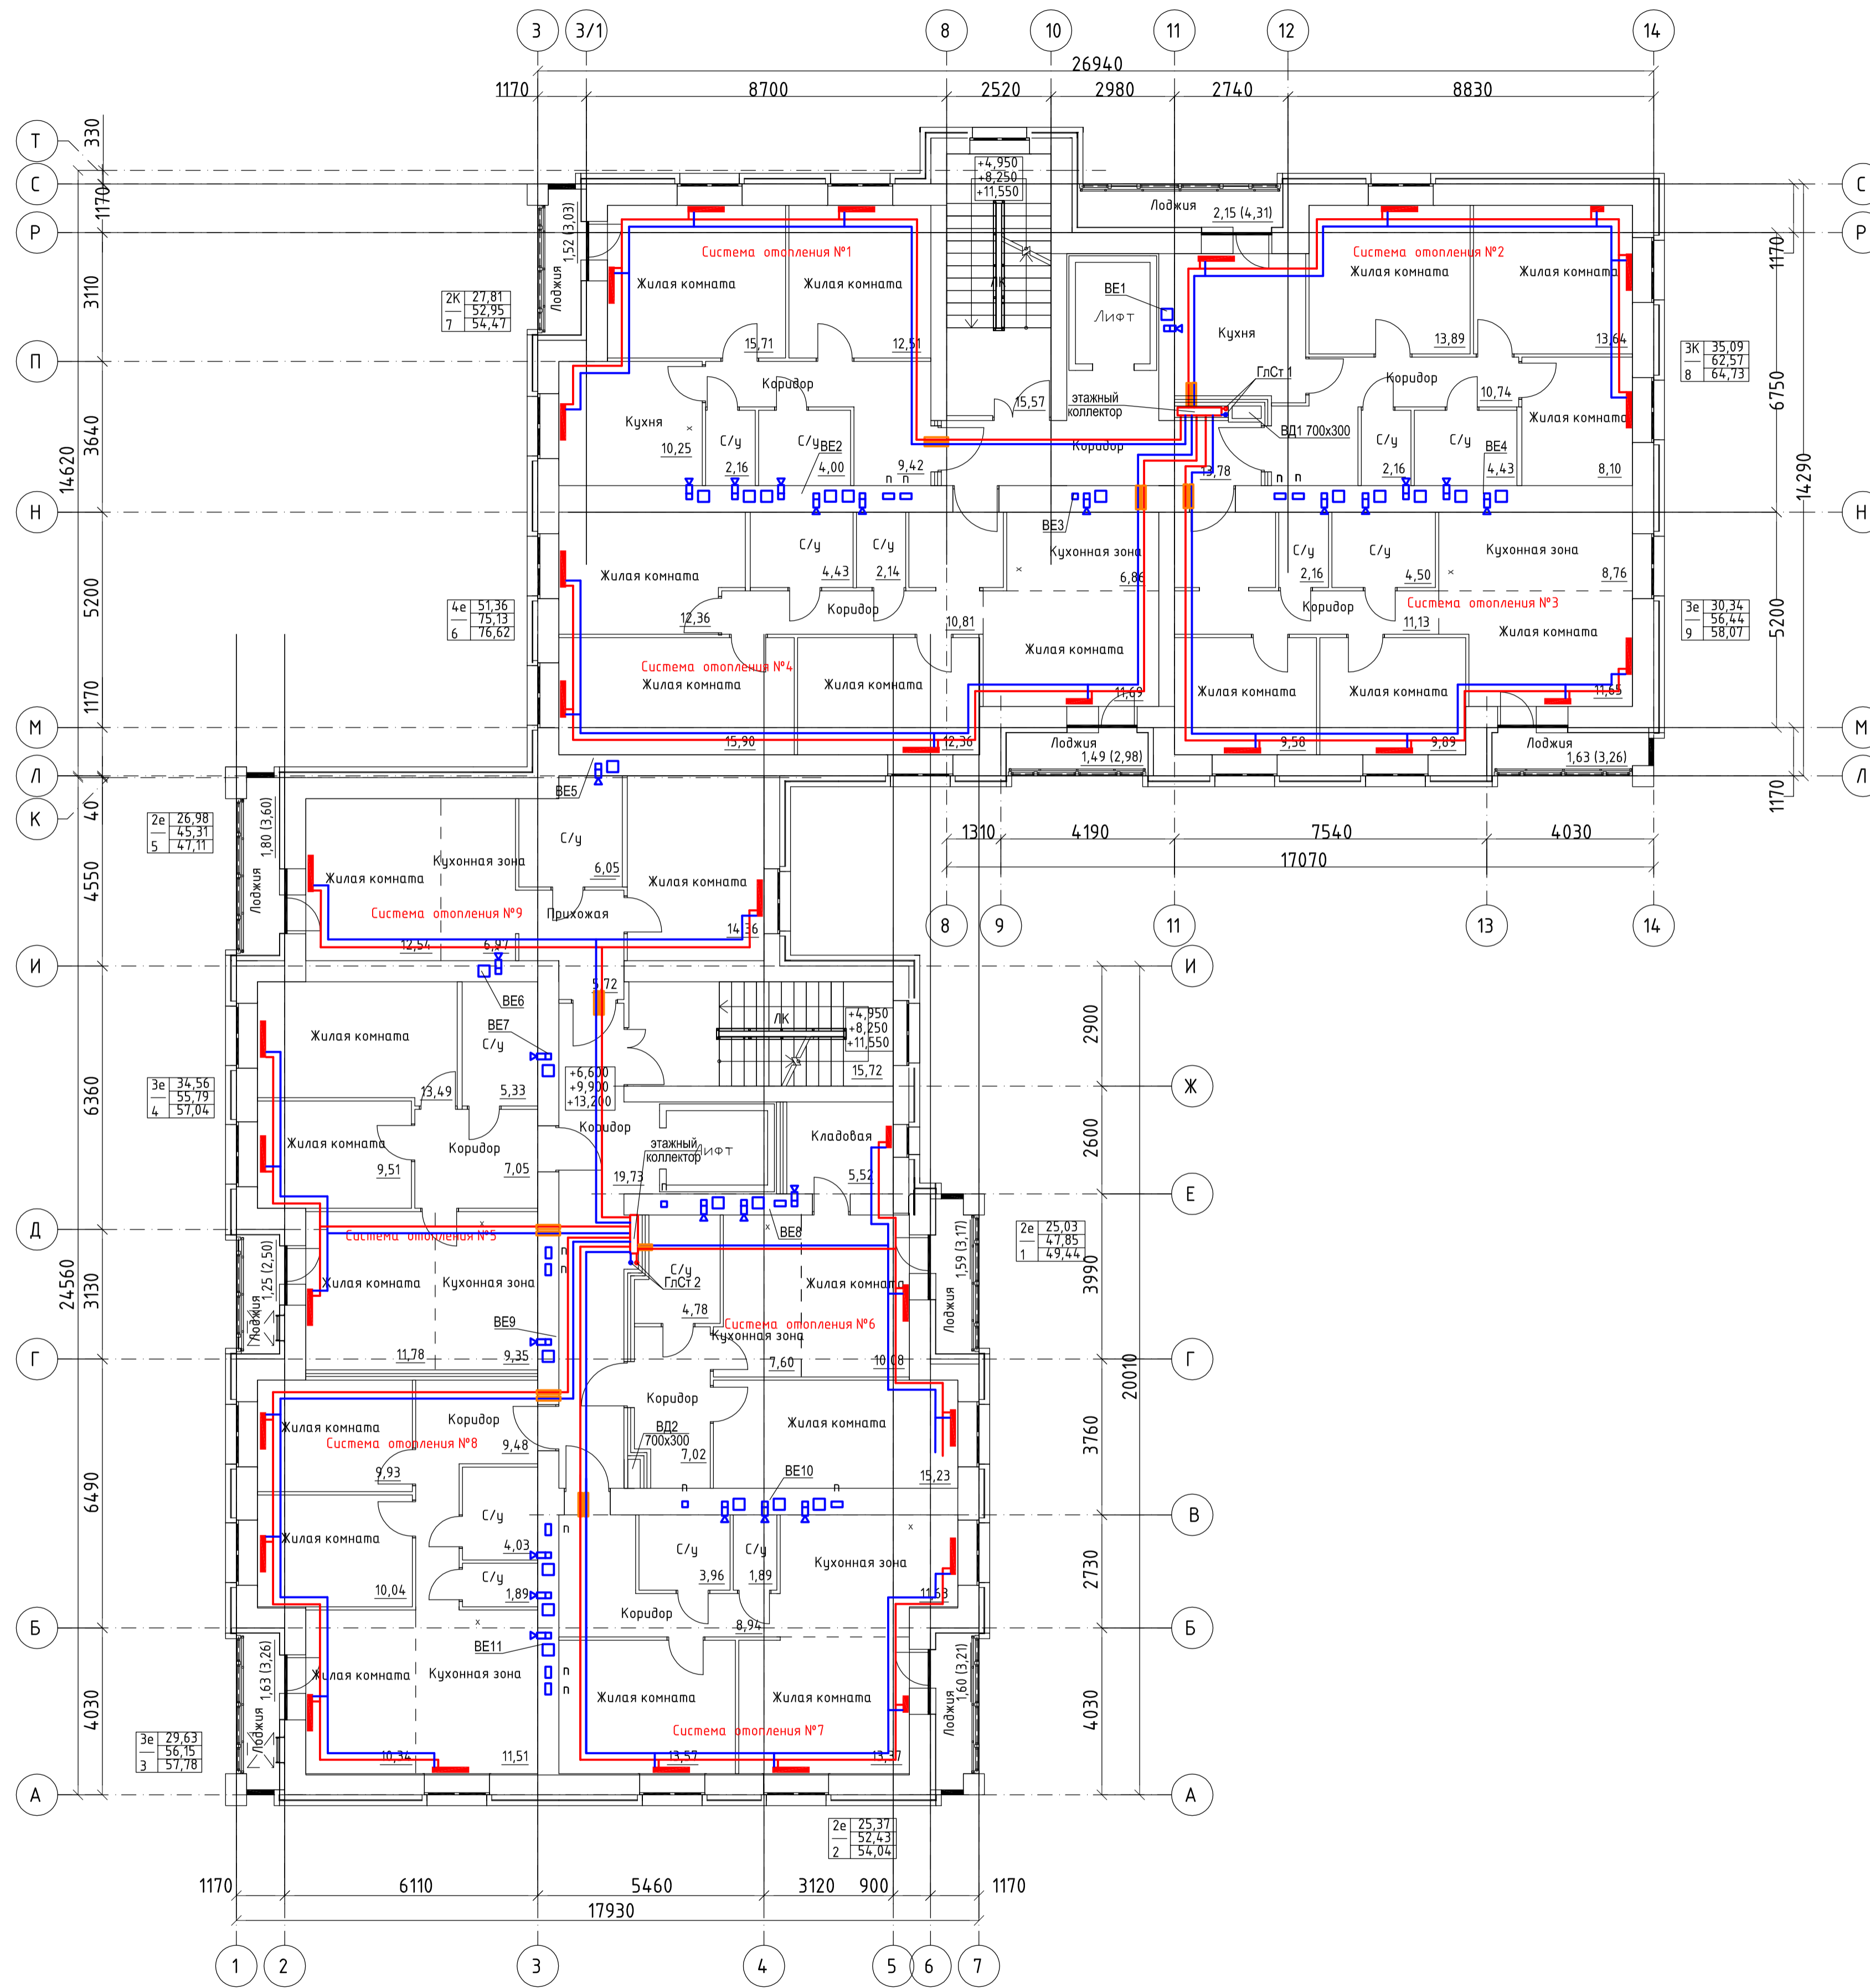 3 3/1 8 10 11 12 14
26940
1170 8700 2520 2980 2740 8830
Т
С
Р
П
Н
М
Л
К
И
Д
Г
Б
А
С
Р
Н
М
Л
330
1170
3110
3640
5200
1170
14620
40
4550
6360
3130
6490
4030
24560
1170
6750
5200
1170
14290
+4,950
+8,250
+11,550
Лоджия
2,15 (4,31)
Лоджия
1,52 (3,03)
Система отопления №1
Жилая комната
Жилая комната
15,71
12,51
ЛК
Лифт
ВЕ1
Кухня
Система отопления №2
Жилая комната
Жилая комната
13,89
13,64
2К 27,81
52,95
7 54,47
3К 35,09
62,57
8 64,73
Коридор
Кухня
10,25
С/у
2,16
С/у
ВЕ2
4,00
9,42
п п
15,57
этажный
коллектор
Коридор
ГлСт 1
ВД1 700х300
13,78
Коридор
10,74
Жилая комната
С/у
2,16
С/у
ВЕ4
4,43
8,10
п п
ВЕ3
С/у
4,43
С/у
2,14
Жилая комната
12,36
Коридор
10,81
Кухонная зона
6,86
Жилая комната
11,69
С/у
2,16
С/у
4,50
Кухонная зона
8,76
Коридор
11,13
Система отопления №3
Жилая комната
11,65
4е 51,36
75,13
6 76,62
3е 30,34
56,44
9 58,07
Система отопления №4
Жилая комната
Жилая комната
15,90
12,36
Жилая комната
Жилая комната
9,58
9,89
Лоджия
1,49 (2,98)
Лоджия
1,63 (3,26)
1310 4190 7540 4030
17070
8 9 11 13 14
ВЕ5
2е 26,98
45,31
5 47,11
1,80 (3,60)
Лоджия
С/у
6,05
Кухонная зона
Жилая комната
Жилая комната
Система отопления №9
Прихожая
12,54
6,97
14,36
5,72
ВЕ6
ВЕ7
Жилая комната
С/у
13,49
5,33
ЛК
+4,950
+8,250
+11,550
15,72
+6,600
+9,900
+13,200
3е 34,56
55,79
4 57,04
Жилая комната
9,51
Коридор
7,05
Коридор
19,73
этажный
коллектор
Лифт
Кладовая
5,52
п
ВЕ8
И
Ж
Е
Г
В
Б
А
2900
2600
3990
3760
2730
4030
20010
Система отопления №5
Жилая комната
Кухонная зона
1,25 (2,50)
Лоджия
11,78
9,35
п
п
ВЕ9
С/у
ГлСт 2
4,78
Жилая комната
Система отопления №6
Кухонная зона
7,60
10,08
1,59 (3,17)
Лоджия
2е 25,03
47,85
1 49,44
Жилая комната
Коридор
Система отопления №8
9,48
9,93
Коридор
ВД2
700х300
7,02
Жилая комната
15,23
п
ВЕ10
п
Жилая комната
10,04
С/у
4,03
С/у
1,89
п
С/у
3,96
С/у
1,89
Кухонная зона
11,63
Коридор
8,94
ВЕ11
п
п
1,63 (3,26)
Лоджия
Жилая комната
Кухонная зона
10,34
11,51
Жилая комната
Жилая комната
Система отопления №7
13,57
13,37
1,60 (3,21)
Лоджия
3е 29,63
56,15
3 57,78
2е 25,37
52,43
2 54,04
1170 6110 5460 3120 900 1170
17930
1 2 3 4 5 6 7